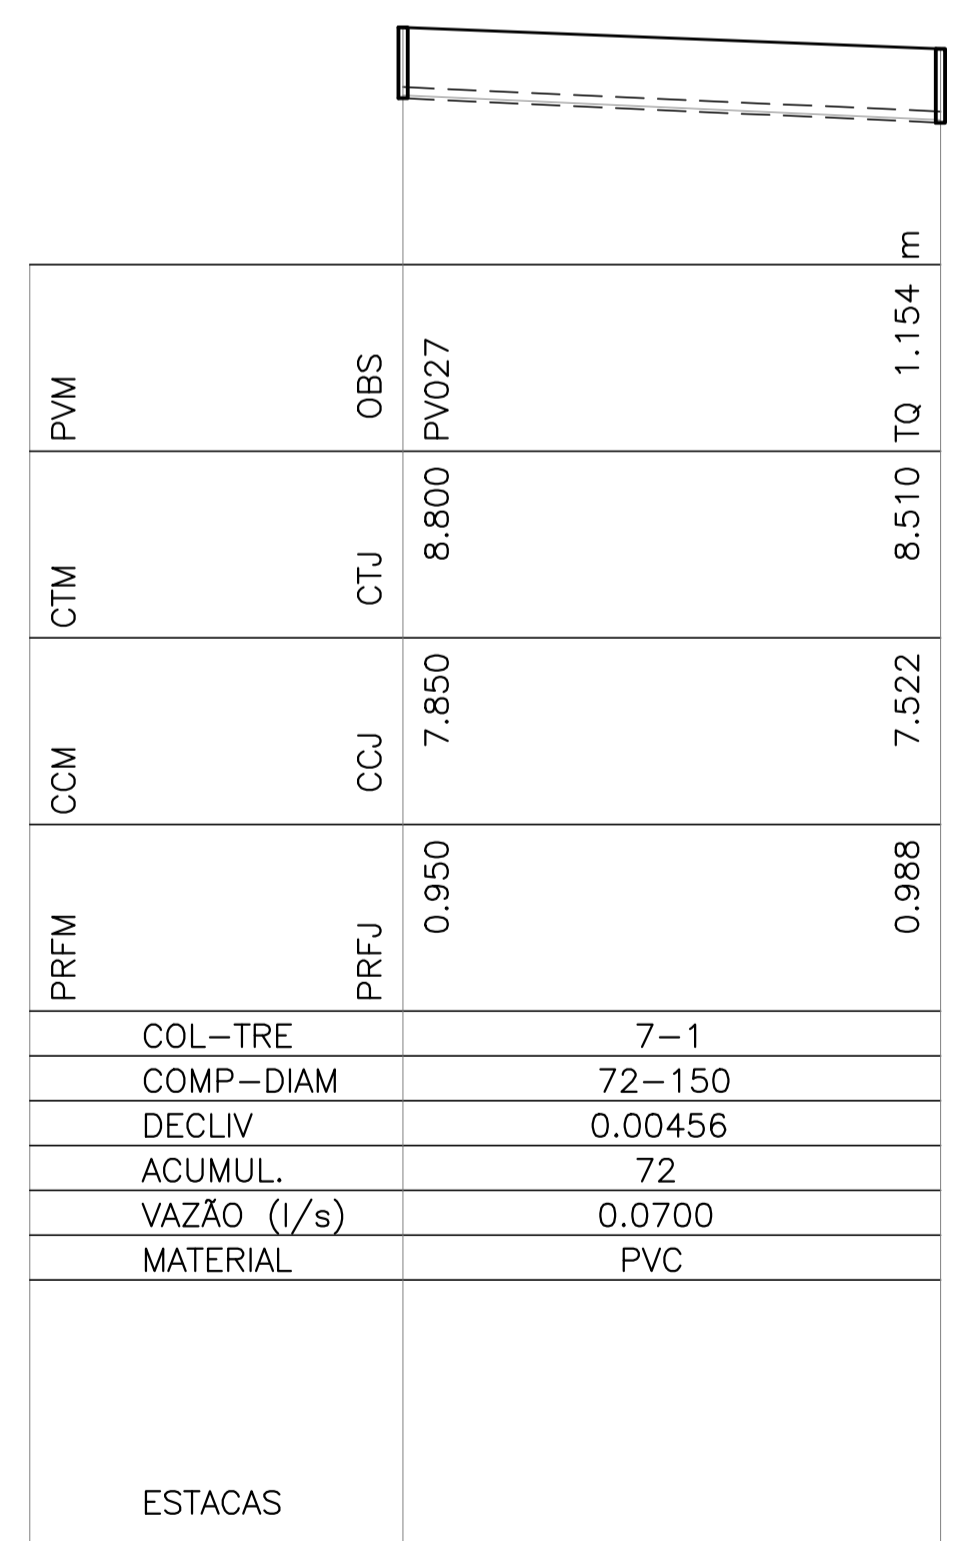 PVM OBS PV027 TQ 1.154 m
CTM CTJ 8.800 8.510
CCM CCJ 7.850 7.522
PRFM PRFJ 0.950 0.988
COL-TRE 7-1
COMP-DIAM 72-150
DECLIV 0.00456
ACUMUL. 72
VAZÃO (l/s) 0.0700
MATERIAL PVC
ESTACAS